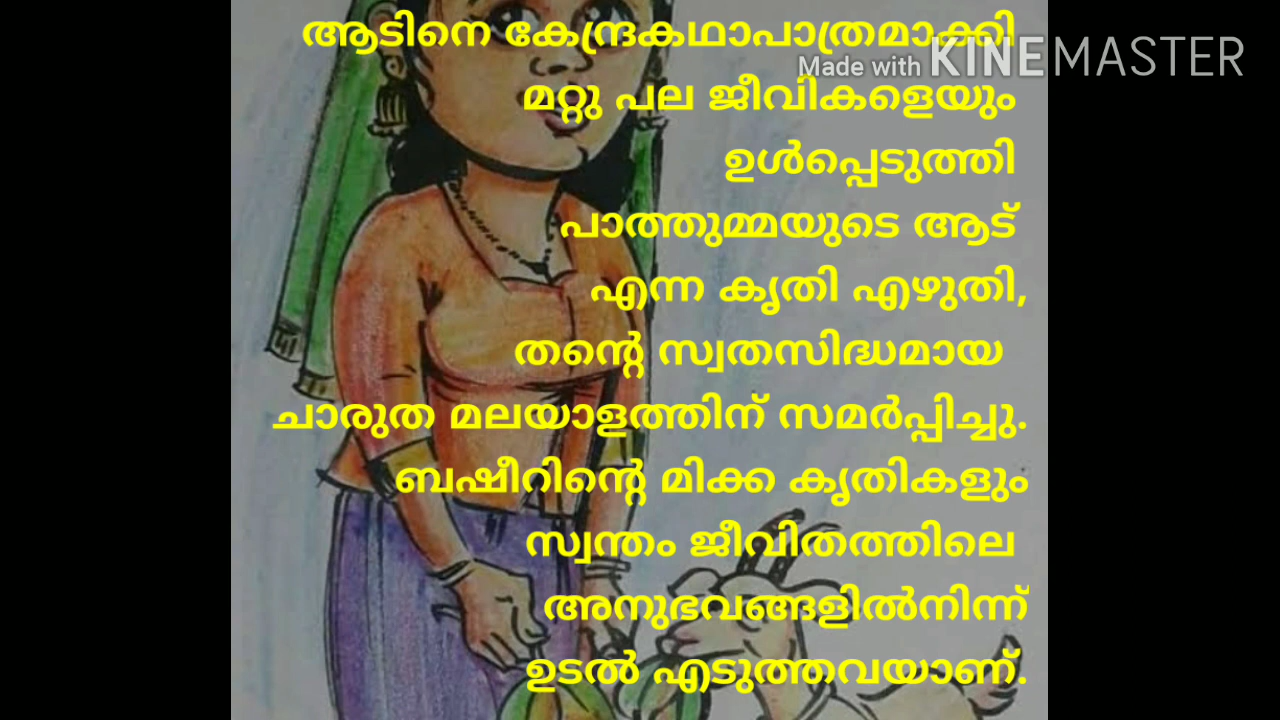 ആടിനെ കേന്ദ്രകഥാപാത്രമാക്കി
Made with KINEMASTER
മറ്റു പല ജീവികളെയും
ഉൾപ്പെടുത്തി
പാത്തുമ്മയുടെ ആട്
എന്ന കൃതി എഴുതി,
തന്റെ സ്വതസിദ്ധമായ
ചാരുത മലയാളത്തിന് സമർപ്പിച്ചു.
ബഷീറിന്റെ മിക്ക കൃതികളും
സ്വന്തം ജീവിതത്തിലെ
അനുഭവങ്ങളിൽനിന്ന്
ഉടൽ എടുത്തവയാണ്.